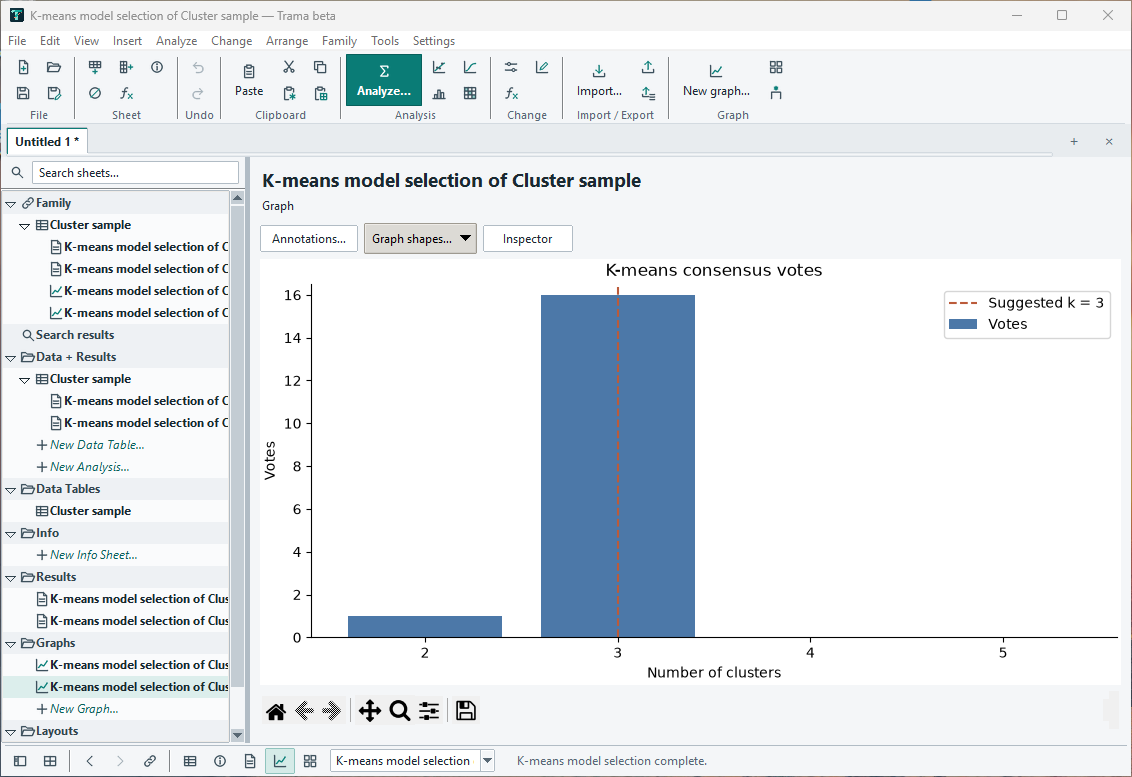 K-means model selection of Cluster sample — Trama beta
File Edit View Insert Analyze Change Arrange Family Tools Settings
Paste Analyze... Import... New graph...
File Sheet Undo Clipboard Analysis Change Import / Export Graph
Untitled 1 *
Search sheets...
Family
Cluster sample
K-means model selection of C
K-means model selection of C
K-means model selection of C
K-means model selection of C
Search results
Data + Results
Cluster sample
K-means model selection of C
K-means model selection of C
New Data Table...
New Analysis...
Data Tables
Cluster sample
Info
New Info Sheet...
Results
K-means model selection of Clus
K-means model selection of Clus
Graphs
K-means model selection of Clus
K-means model selection of Clus
New Graph...
Layouts
K-means model selection of Cluster sample
Graph
Annotations... Graph shapes... Inspector
K-means consensus votes
Suggested k = 3
Votes
16
14
12
10
8
6
4
2
0
Votes
2 3 4 5
Number of clusters
K-means model selection
K-means model selection complete.